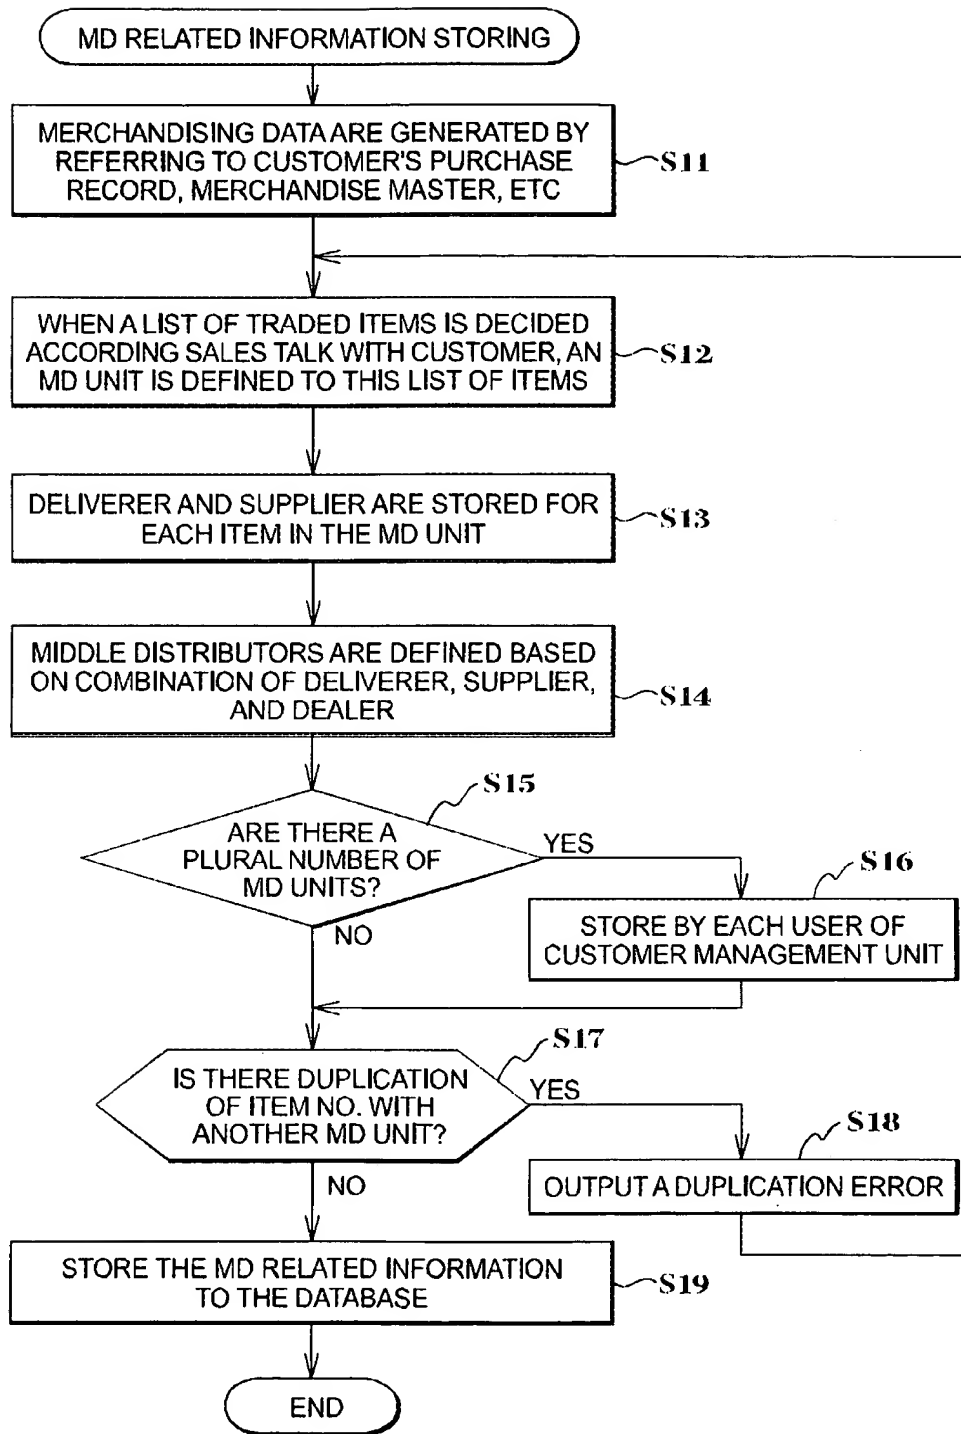 MD RELATED INFORMATION STORING
MERCHANDISING DATA ARE GENERATED BY
REFERRING TO CUSTOMER'S PURCHASE
RECORD, MERCHANDISE MASTER, ETC
S11
WHEN A LIST OF TRADED ITEMS IS DECIDED
ACCORDING SALES TALK WITH CUSTOMER, AN
MD UNIT IS DEFINED TO THIS LIST OF ITEMS
S12
DELIVERER AND SUPPLIER ARE STORED FOR
EACH ITEM IN THE MD UNIT
S13
MIDDLE DISTRIBUTORS ARE DEFINED BASED
ON COMBINATION OF DELIVERER, SUPPLIER,
AND DEALER
S14
S15
ARE THERE A
PLURAL NUMBER OF
MD UNITS?
YES
NO
S16
STORE BY EACH USER OF
CUSTOMER MANAGEMENT UNIT
S17
IS THERE DUPLICATION
OF ITEM NO. WITH
ANOTHER MD UNIT?
YES
NO
S18
OUTPUT A DUPLICATION ERROR
STORE THE MD RELATED INFORMATION
TO THE DATABASE
S19
END